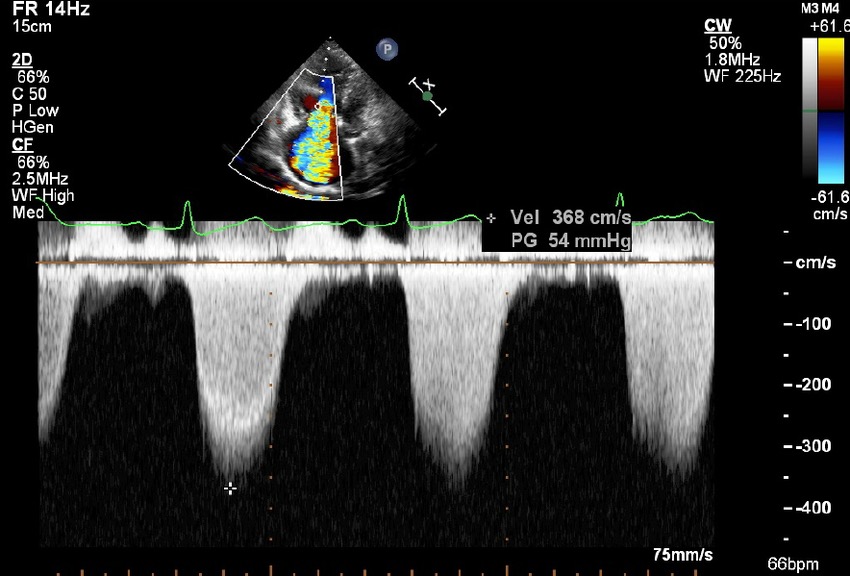 FR 14Hz
15cm
2D
66%
C 50
P Low
HGen
CF
66%
2.5MHz
WF High
Med
P
X
CW
50%
1.8MHz
WF 225Hz
M3 M4
+61.6
-61.6
cm/s
Vel 368 cm/s
PG 54 mmHg
cm/s
-100
-200
-300
-400
75mm/s
66bpm